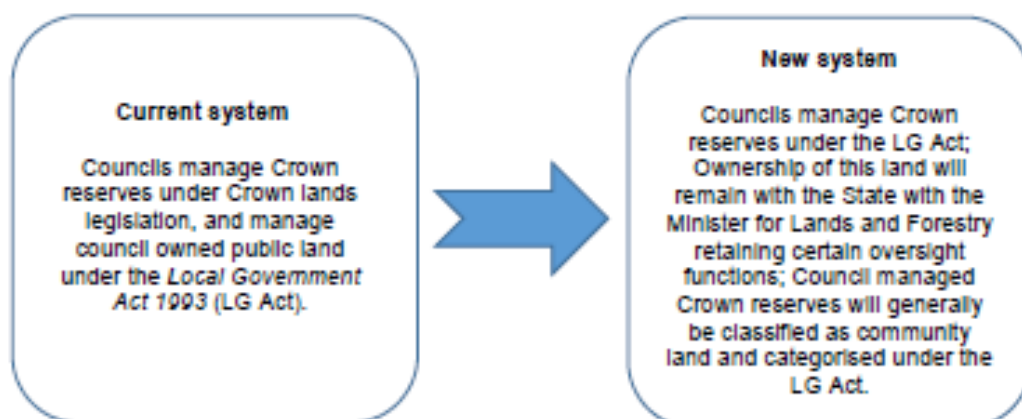 Current system
Councils manage Crown
reserves under Crown lands
legislation, and manage
council owned public land
under the Local Government
Act 1993 (LG Act).
New system
Councils manage Crown
reserves under the LG Act;
Ownership of this land will
remain with the State with the
Minister for Lands and Forestry
retaining certain oversight
functions; Council managed
Crown reserves will generally
be classified as community
land and categorised under the
LG Act.